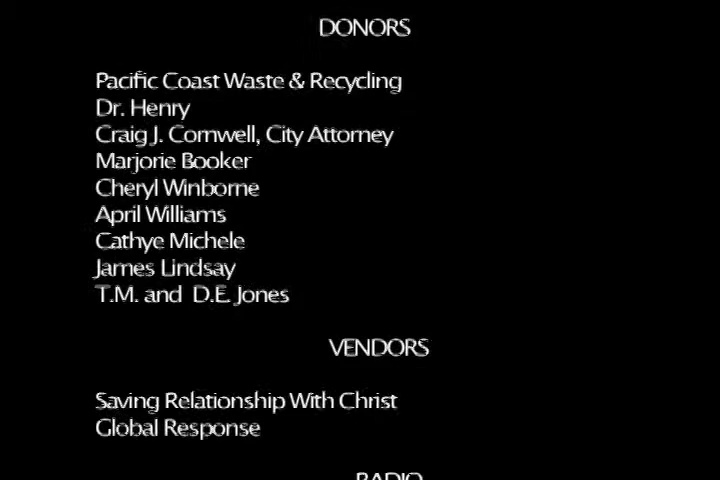 DONORS
Pacific Coast Waste & Recycling
Dr. Henry
Craig J. Cornwell, City Attorney
Marjorie Booker
Cheryl Winborne
April Williams
Cathye Michele
James Lindsay
T.M. and D.E. Jones
VENDORS
Saving Relationship With Christ
Global Response
RADIO